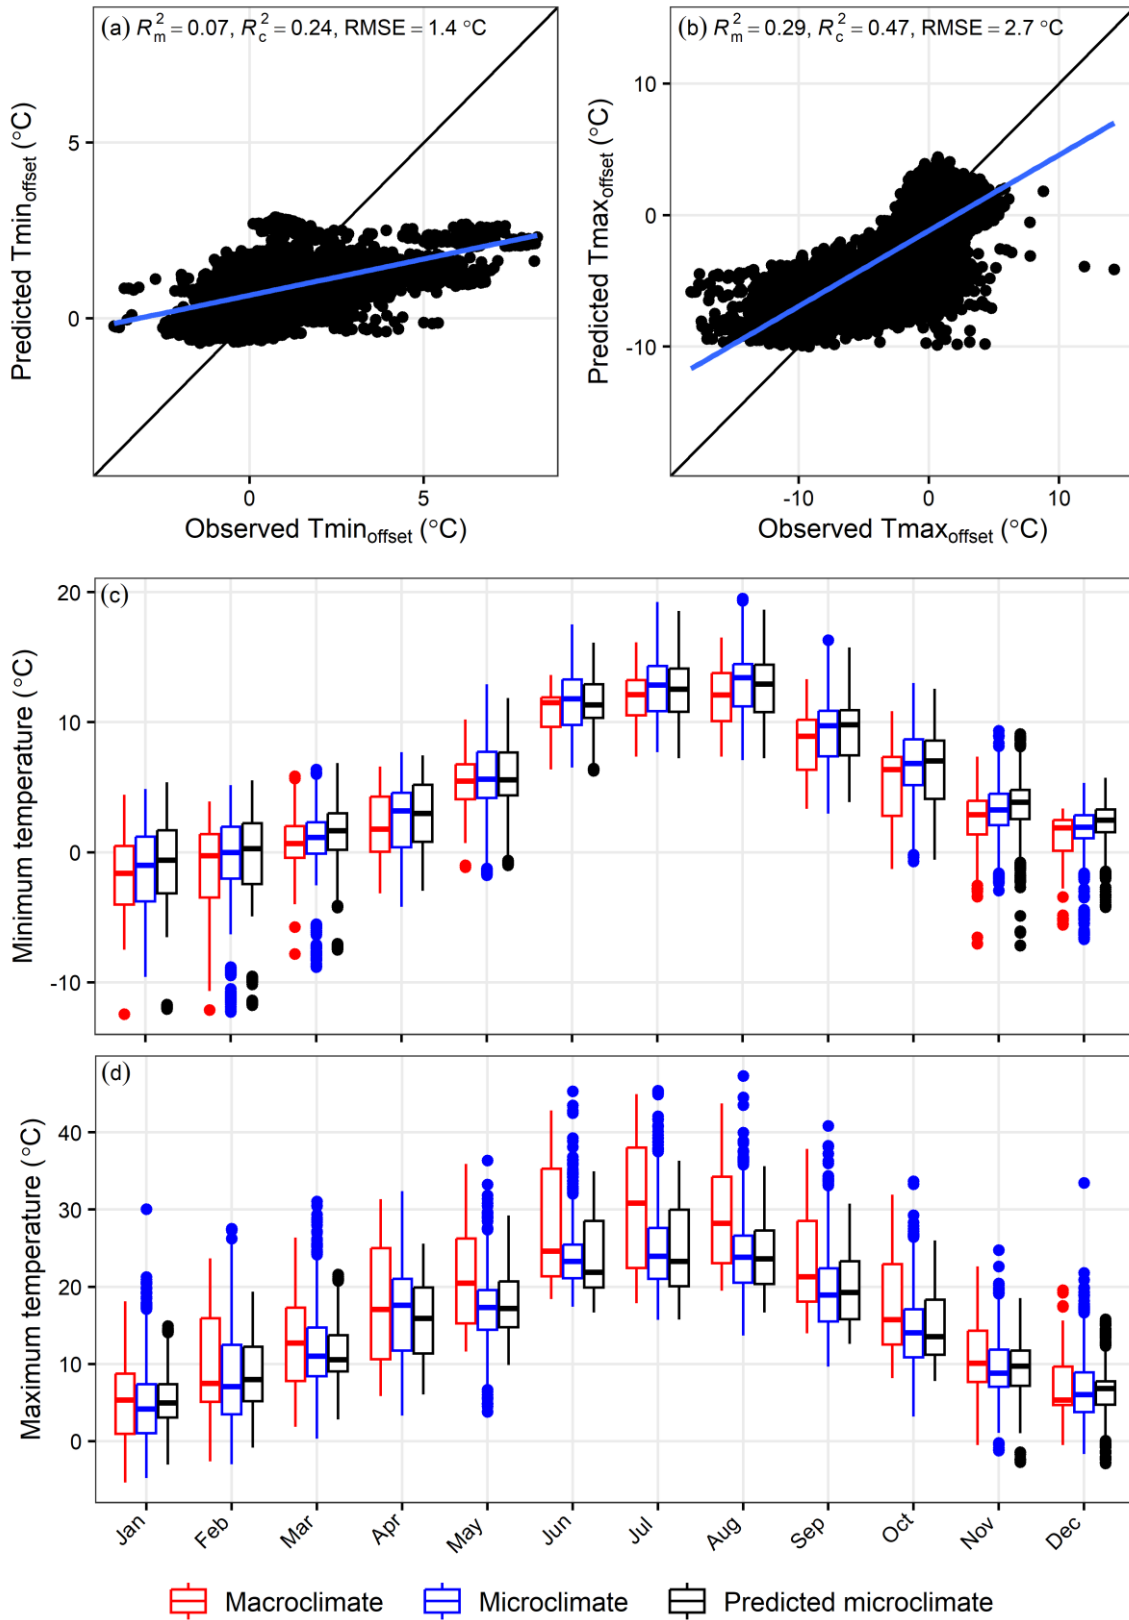 (a) R²m = 0.07, R²c = 0.24, RMSE = 1.4 °C
Predicted Tminoffset (°C)
5
0
0 5
Observed Tminoffset (°C)
(b) R²m = 0.29, R²c = 0.47, RMSE = 2.7 °C
Predicted Tmaxoffset (°C)
10
0
-10
-10 0 10
Observed Tmaxoffset (°C)
(c)
Minimum temperature (°C)
20
10
0
-10
(d)
Maximum temperature (°C)
40
30
20
10
0
Jan Feb Mar Apr May Jun Jul Aug Sep Oct Nov Dec
Macroclimate Microclimate Predicted microclimate